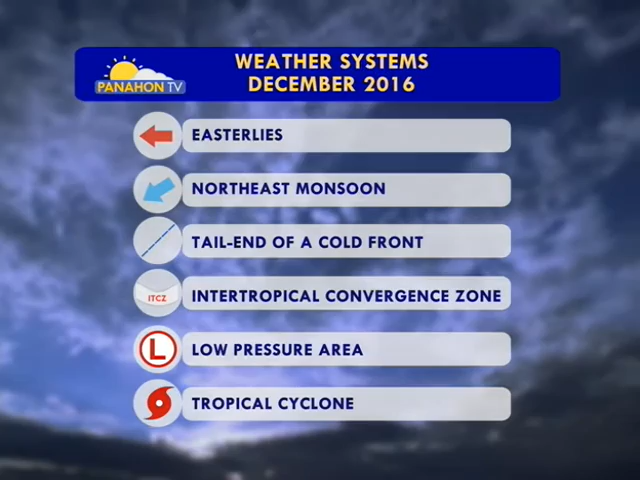 PANAHON TV
WEATHER SYSTEMS
DECEMBER 2016
EASTERLIES
NORTHEAST MONSOON
TAIL-END OF A COLD FRONT
ITCZ
INTERTROPICAL CONVERGENCE ZONE
L
LOW PRESSURE AREA
TROPICAL CYCLONE